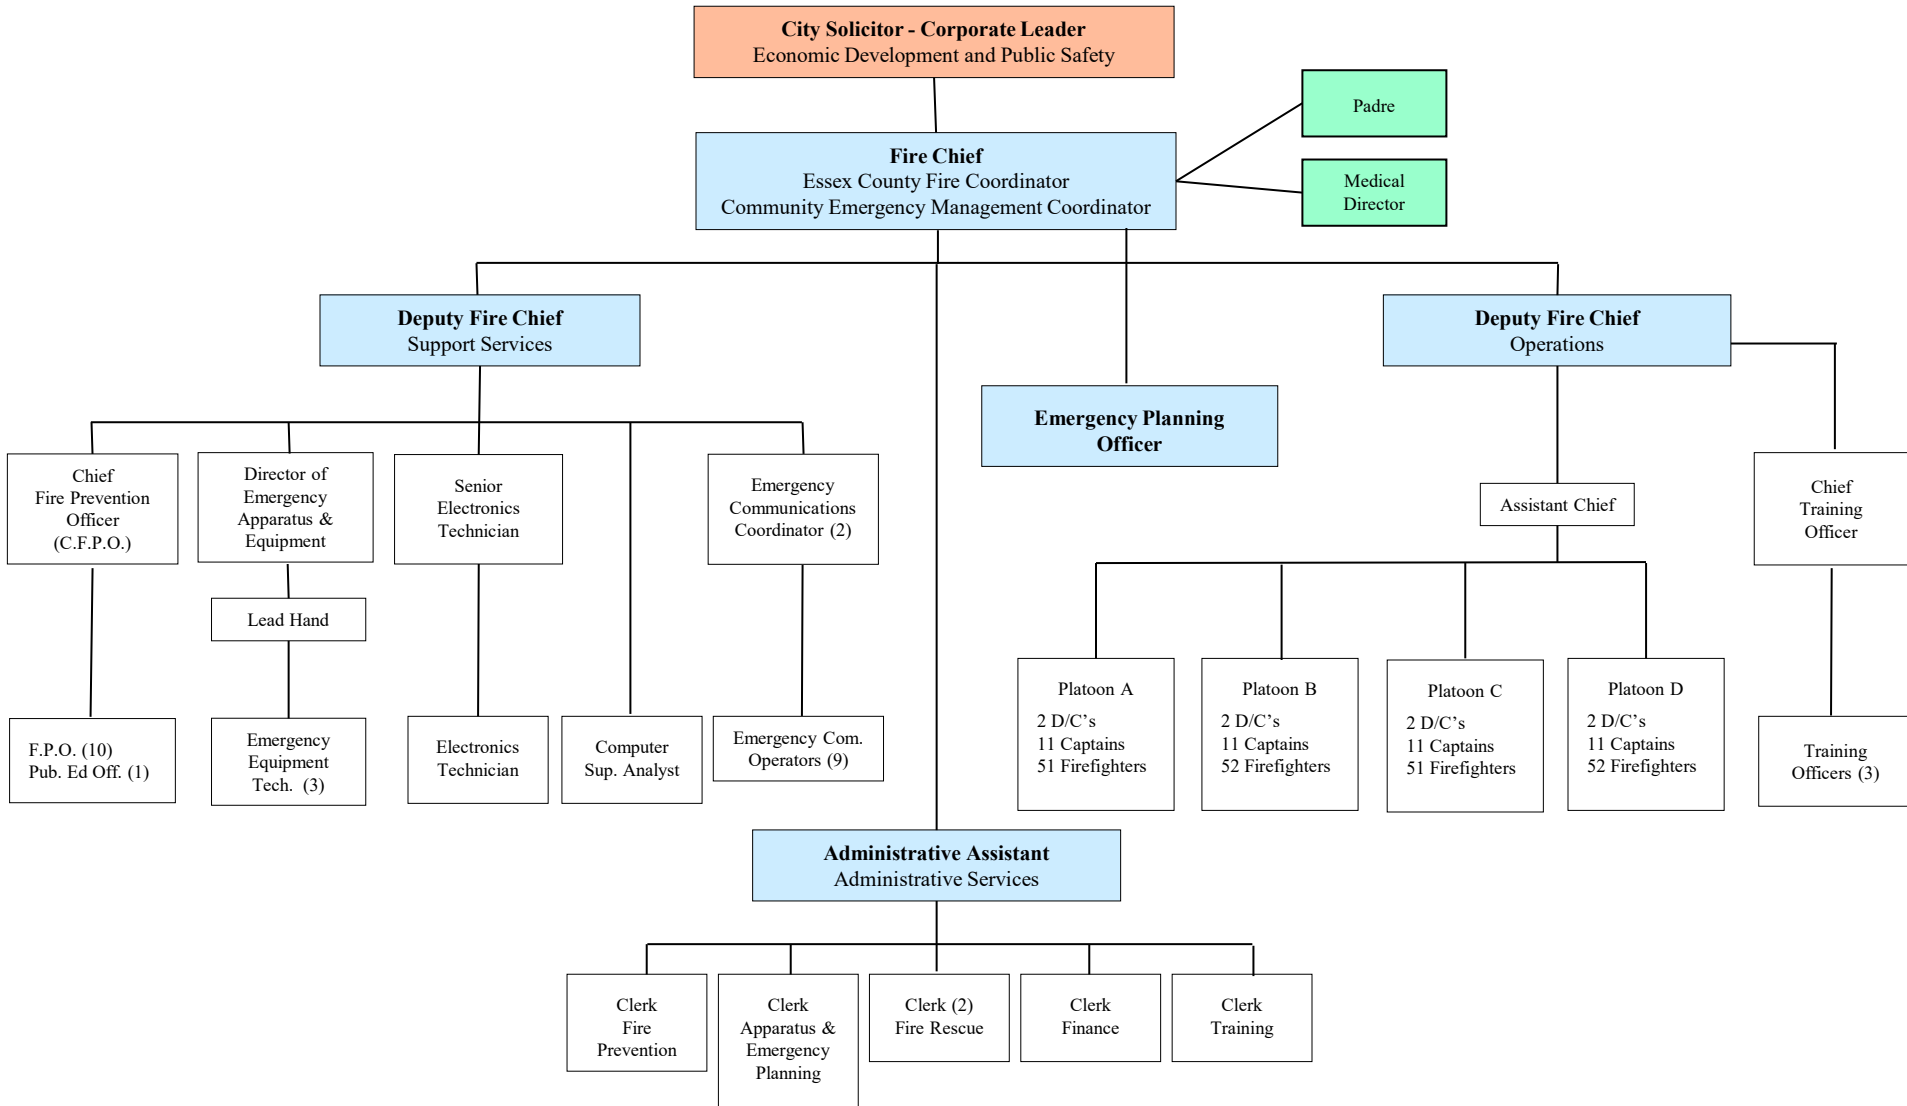 City Solicitor - Corporate Leader
Economic Development and Public Safety
Padre
Fire Chief
Essex County Fire Coordinator
Community Emergency Management Coordinator
Medical
Director
Deputy Fire Chief
Support Services
Deputy Fire Chief
Operations
Emergency Planning
Officer
Chief
Fire Prevention
Officer
(C.F.P.O.)
Director of
Emergency
Apparatus &
Equipment
Senior
Electronics
Technician
Emergency
Communications
Coordinator (2)
Assistant Chief
Chief
Training
Officer
Lead Hand
F.P.O. (10)
Pub. Ed Off. (1)
Emergency
Equipment
Tech. (3)
Electronics
Technician
Computer
Sup. Analyst
Emergency Com.
Operators (9)
Platoon A
2 D/C’s
11 Captains
51 Firefighters
Platoon B
2 D/C’s
11 Captains
52 Firefighters
Platoon C
2 D/C’s
11 Captains
51 Firefighters
Platoon D
2 D/C’s
11 Captains
52 Firefighters
Training
Officers (3)
Administrative Assistant
Administrative Services
Clerk
Fire
Prevention
Clerk
Apparatus &
Emergency
Planning
Clerk (2)
Fire Rescue
Clerk
Finance
Clerk
Training